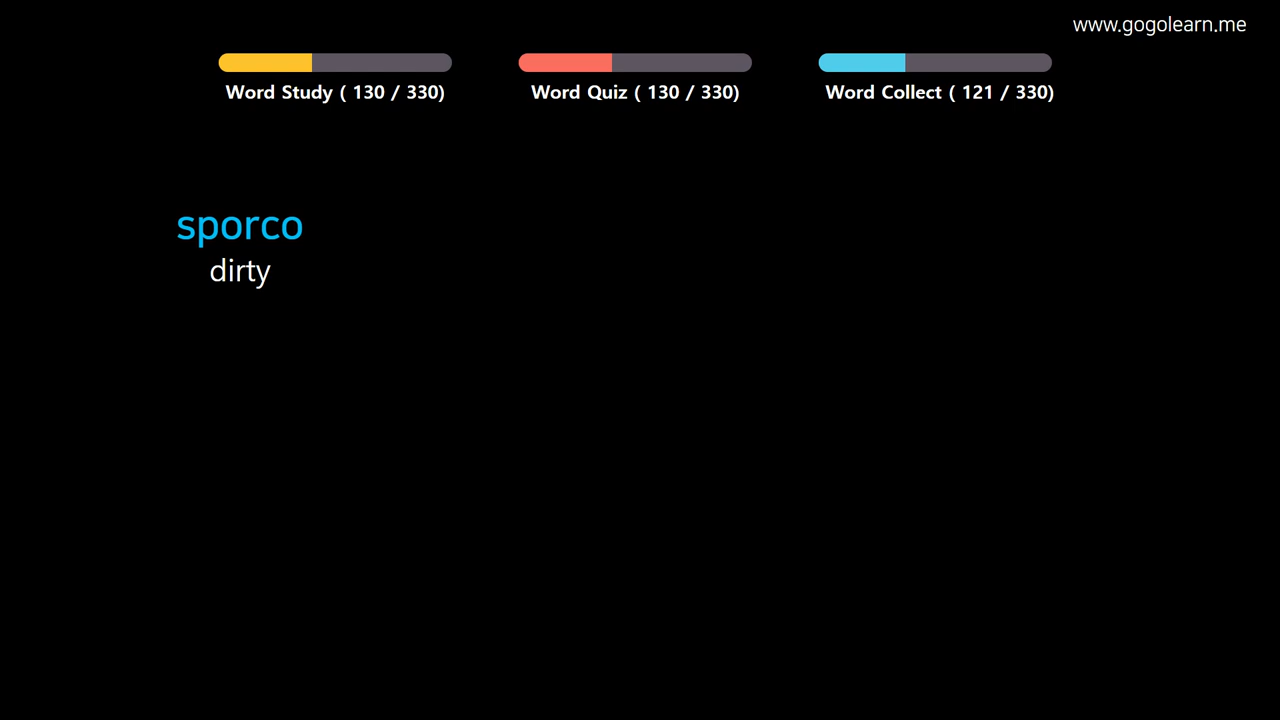 www.gogolearn.me
Word Study ( 130 / 330)
Word Quiz ( 130 / 330)
Word Collect ( 121 / 330)
sporco
dirty